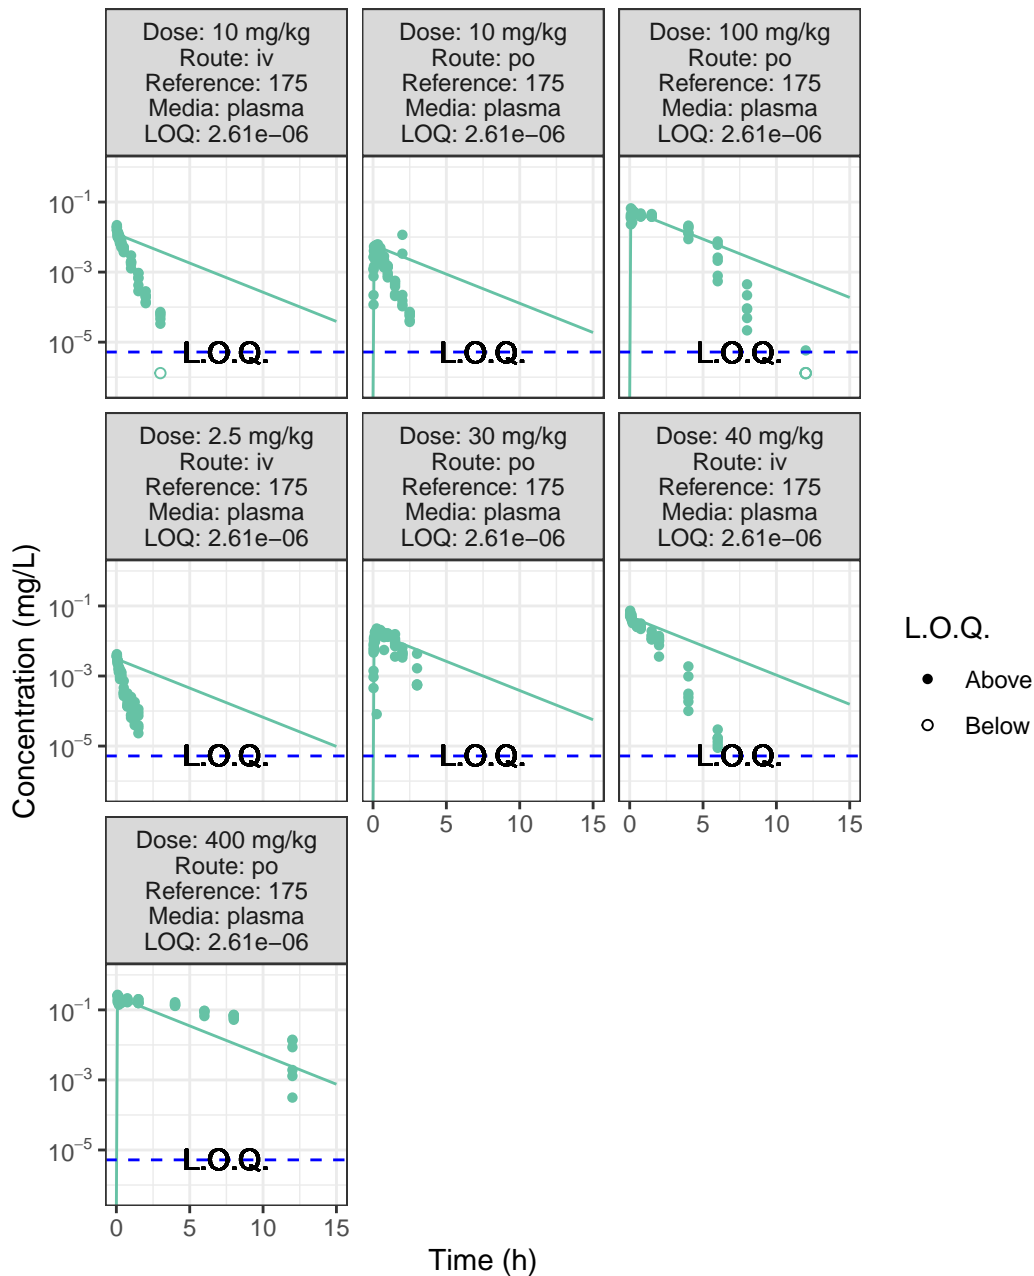 Dose: 10 mg/kg
Route: iv
Reference: 175
Media: plasma
LOQ: 2.61e−06
Dose: 10 mg/kg
Route: po
Reference: 175
Media: plasma
LOQ: 2.61e−06
Dose: 100 mg/kg
Route: po
Reference: 175
Media: plasma
LOQ: 2.61e−06
10⁻¹
10⁻³
10⁻⁵
L.O.Q.
L.O.Q.
L.O.Q.
Dose: 2.5 mg/kg
Route: iv
Reference: 175
Media: plasma
LOQ: 2.61e−06
Dose: 30 mg/kg
Route: po
Reference: 175
Media: plasma
LOQ: 2.61e−06
Dose: 40 mg/kg
Route: iv
Reference: 175
Media: plasma
LOQ: 2.61e−06
10⁻¹
10⁻³
10⁻⁵
L.O.Q.
L.O.Q.
L.O.Q.
0 5 10 15
0 5 10 15
Dose: 400 mg/kg
Route: po
Reference: 175
Media: plasma
LOQ: 2.61e−06
10⁻¹
10⁻³
10⁻⁵
L.O.Q.
0 5 10 15
Time (h)
Concentration (mg/L)
L.O.Q.
Above
Below